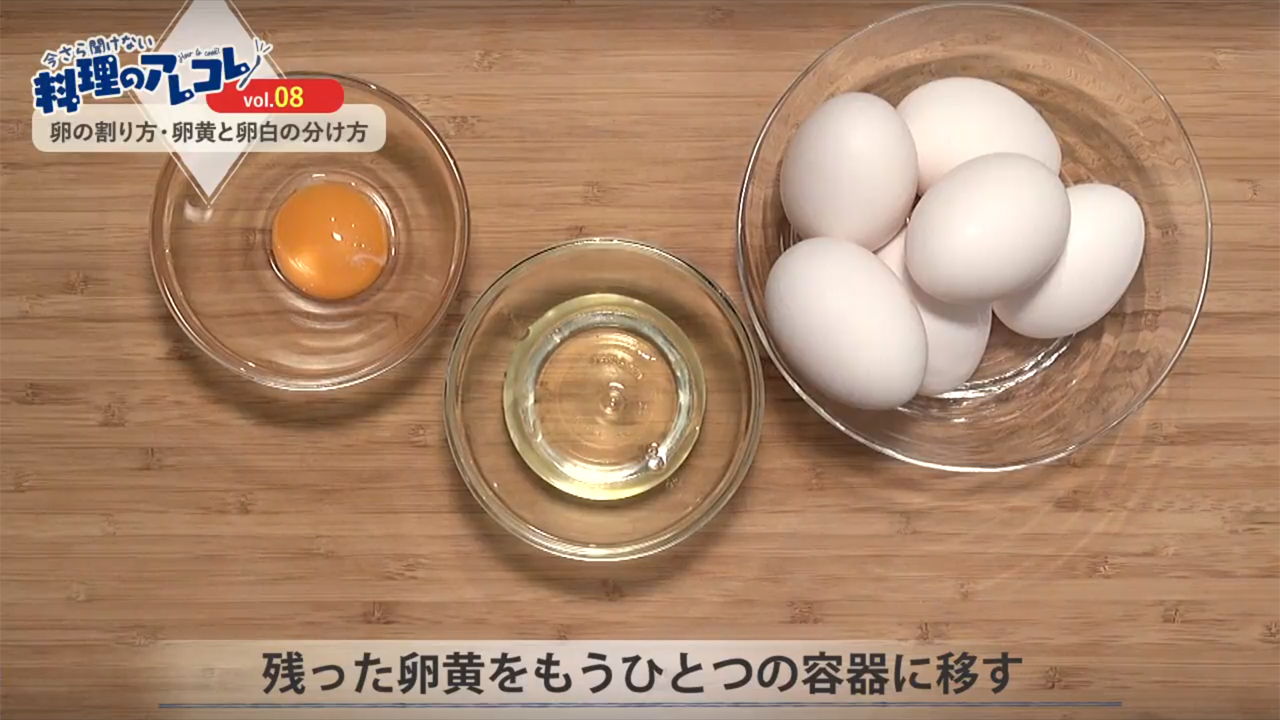 今さら聞けない
料理のアレコレ
vol.08
卵の割り方・卵黄と卵白の分け方
残った卵黄をもうひとつの容器に移す